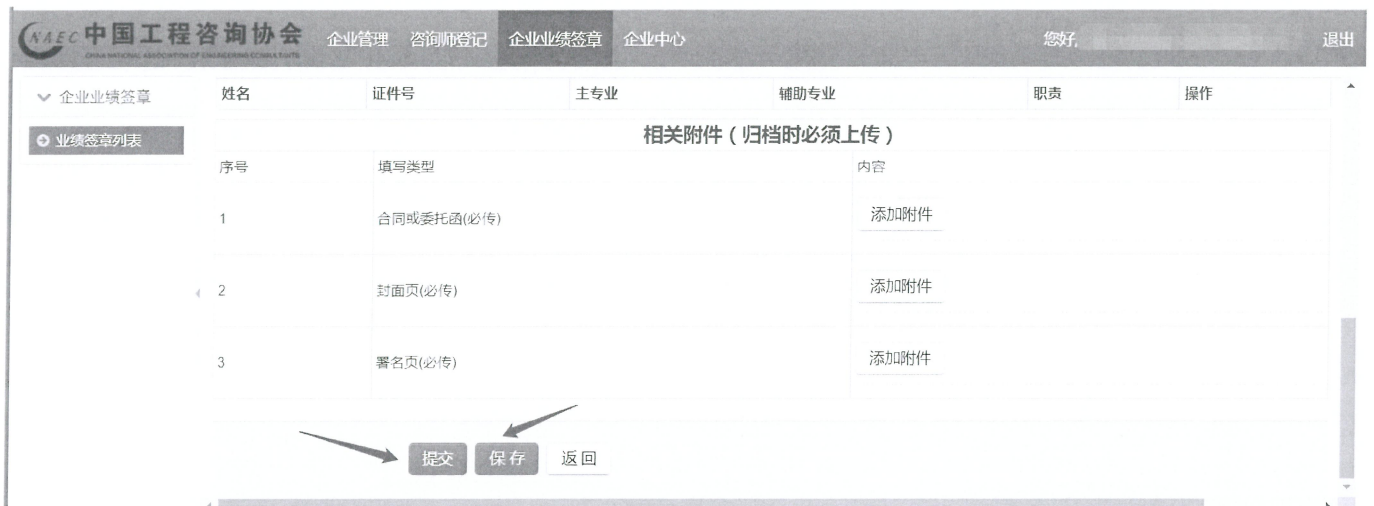 NAEC 中国工程咨询协会 企业管理 咨询师登记 企业业绩签章 企业中心 您好, 退出
CHINA NATIONAL ASSOCIATION OF ENGINEERING CONSULTANTS
企业业绩签章 姓名 证件号 主专业 辅助专业 职责 操作
业绩签章列表
相关附件（归档时必须上传）
序号 填写类型 内容
1 合同或委托函(必传) 添加附件
2 封面页(必传) 添加附件
3 署名页(必传) 添加附件
提交 保存 返回